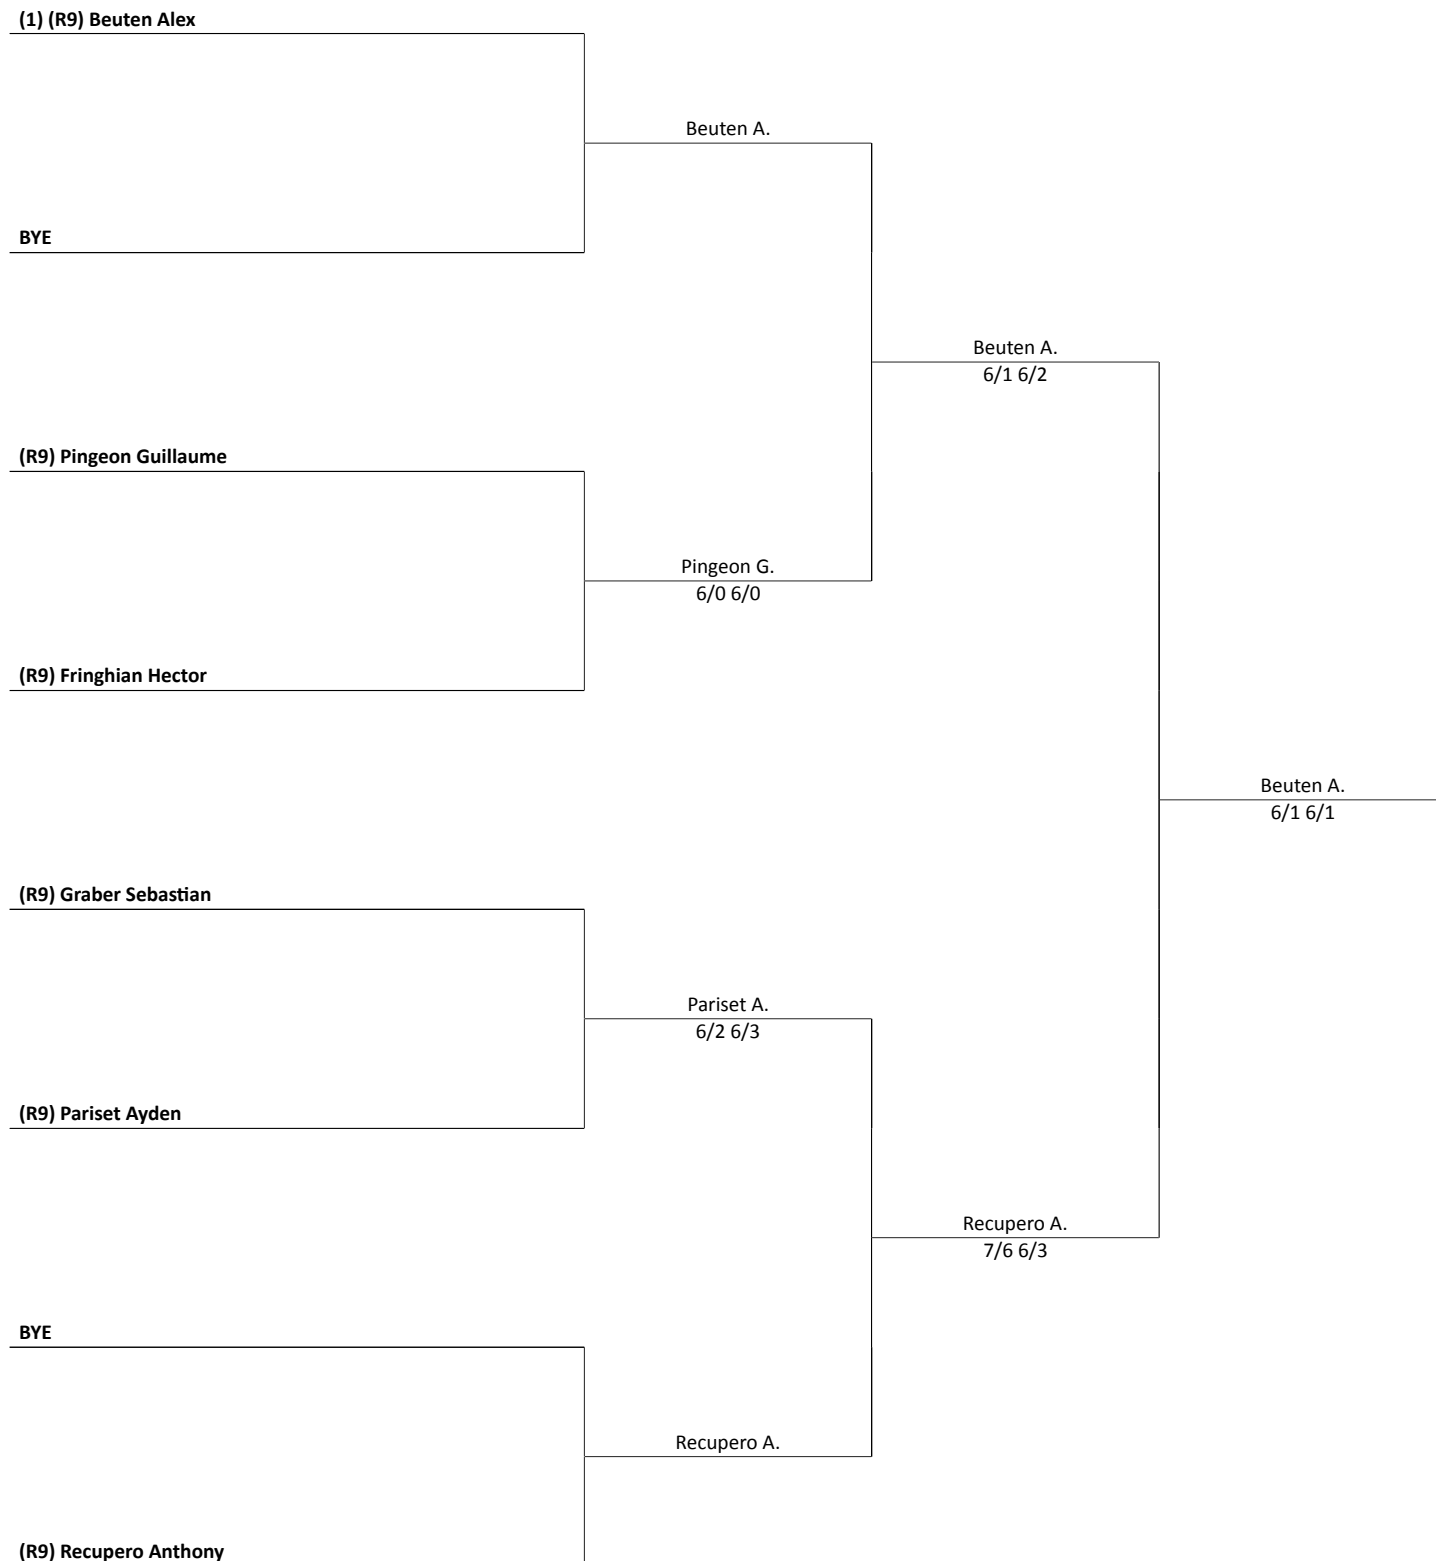 (1) (R9) Beuten Alex
Beuten A.
BYE
Beuten A.
6/1 6/2
(R9) Pingeon Guillaume
Pingeon G.
6/0 6/0
(R9) Fringhian Hector
Beuten A.
6/1 6/1
(R9) Graber Sebastian
Pariset A.
6/2 6/3
(R9) Pariset Ayden
Recupero A.
7/6 6/3
BYE
Recupero A.
(R9) Recupero Anthony